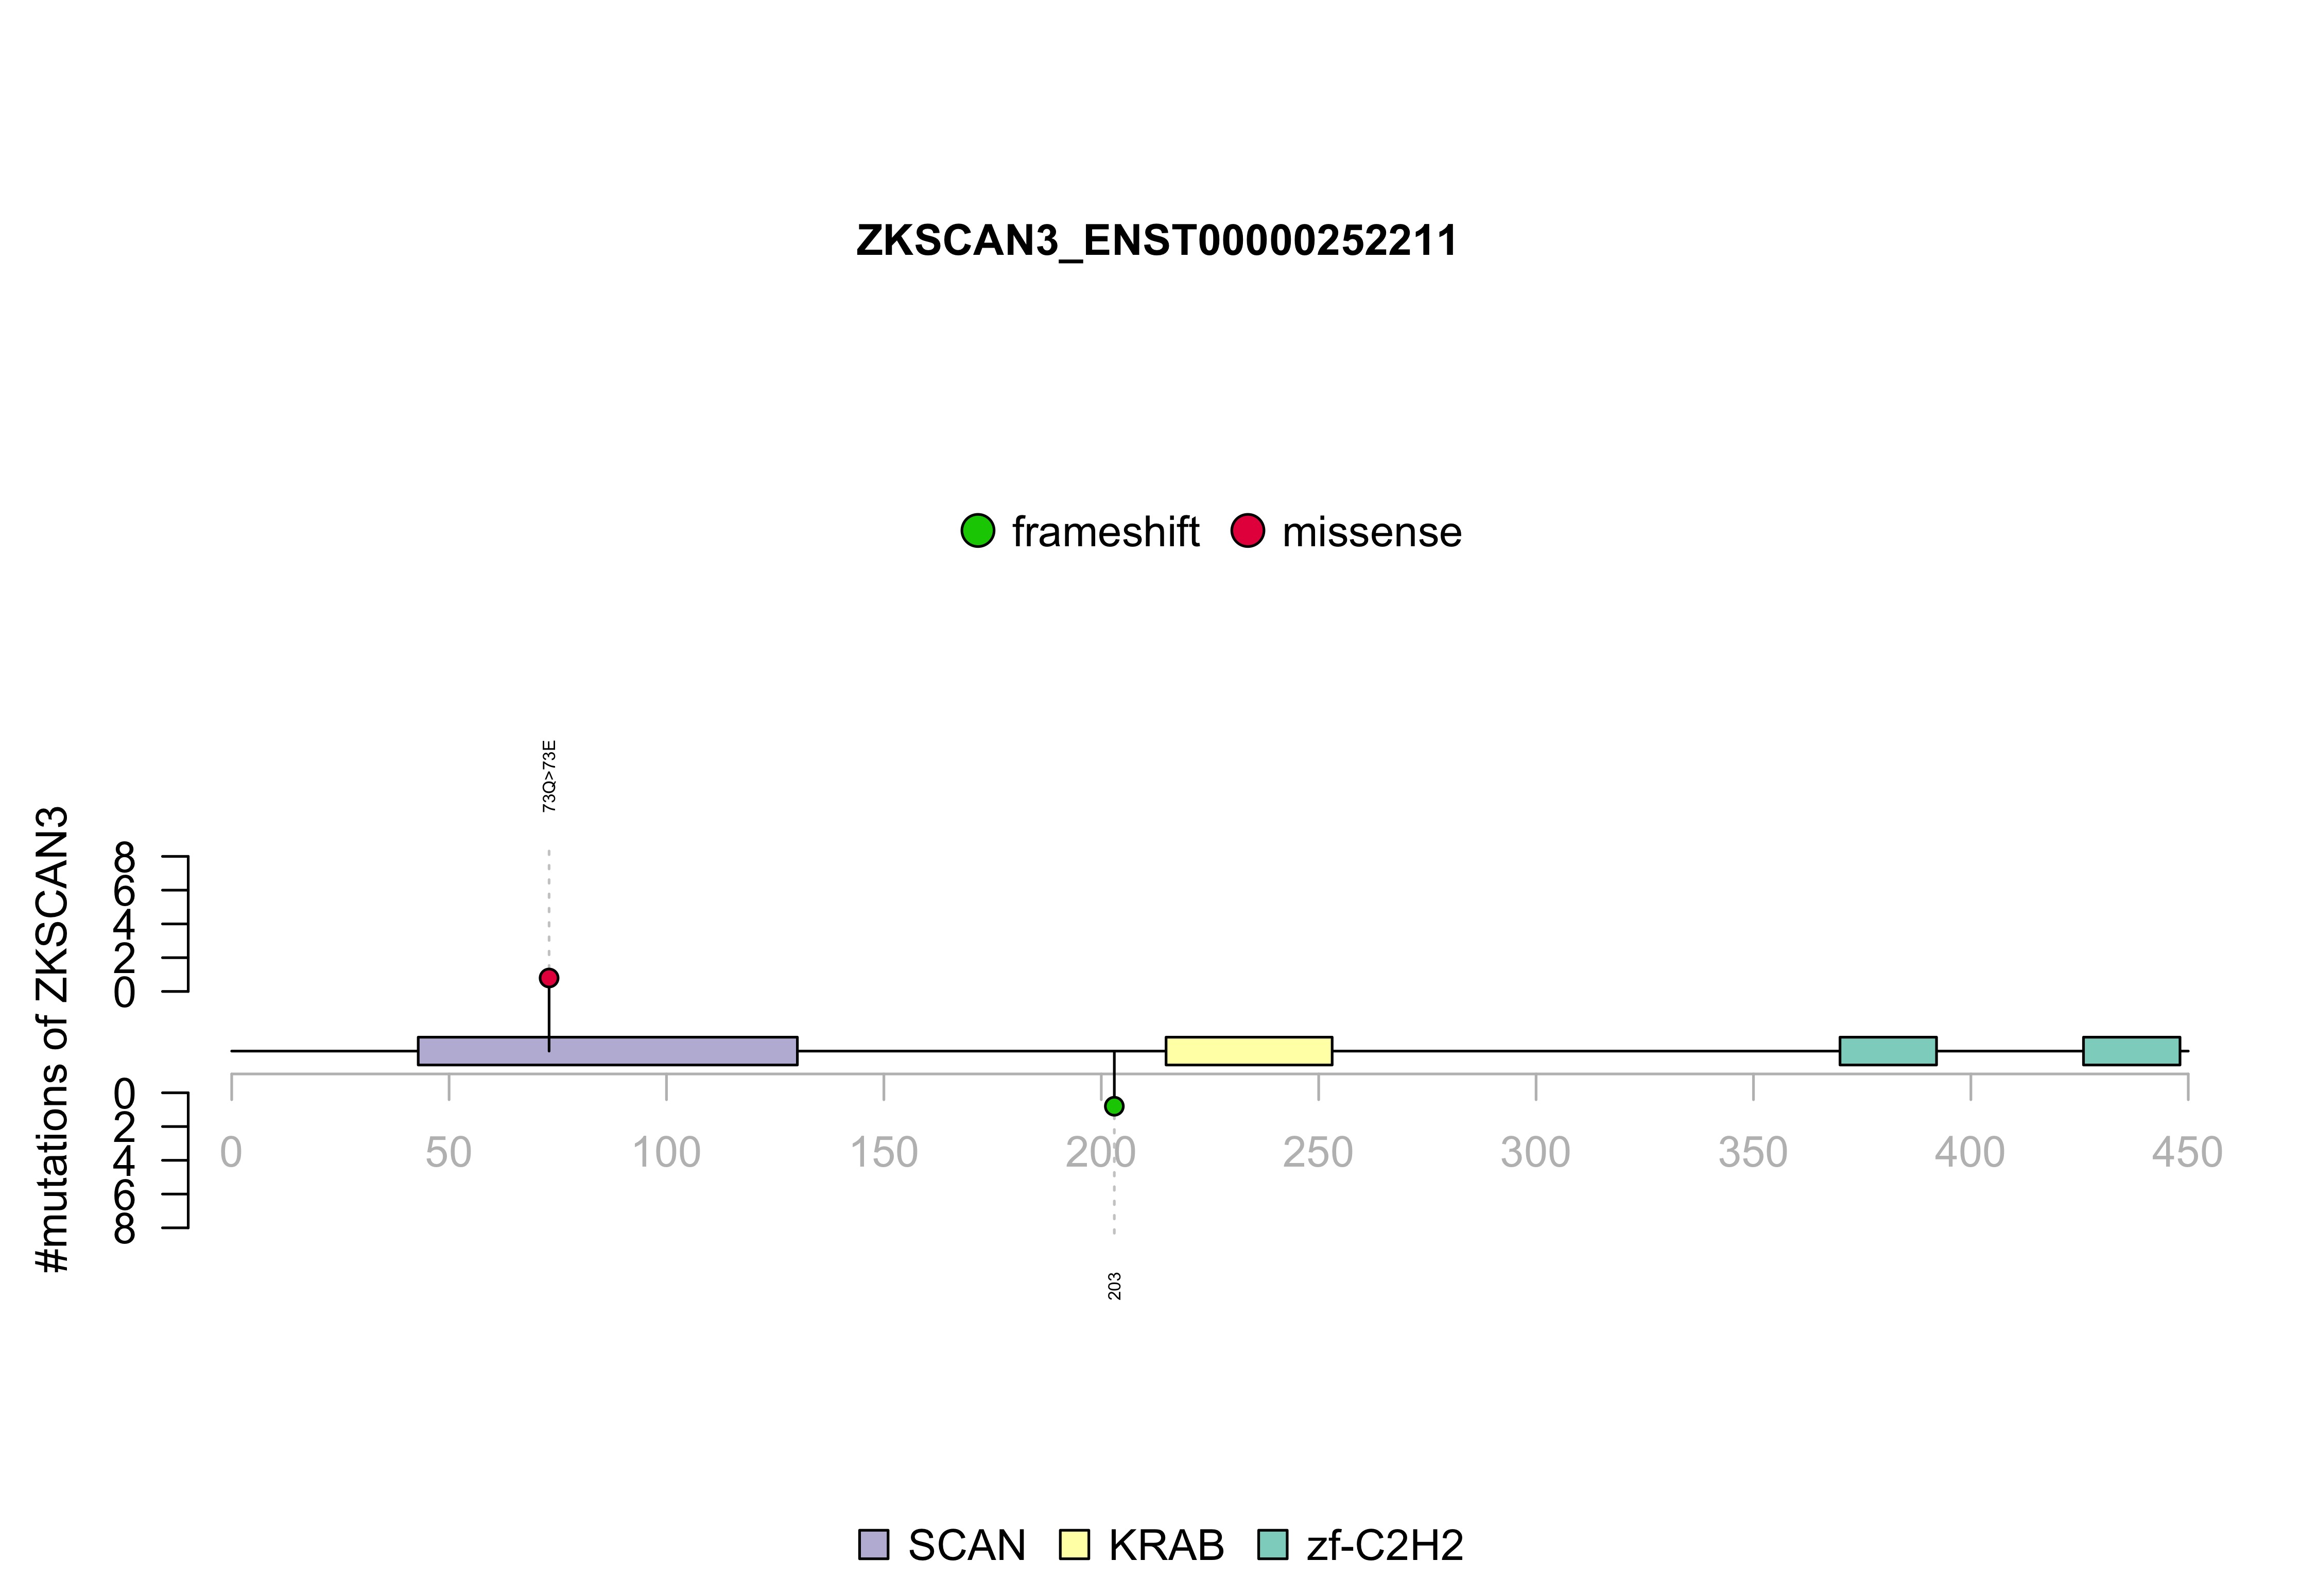 ZKSCAN3_ENST00000252211
frameshift missense
73Q>73E
#mutations of ZKSCAN3
8
6
4
2
0
0
2
4
6
8
0 50 100 150 200 250 300 350 400 450
203
SCAN KRAB zf-C2H2